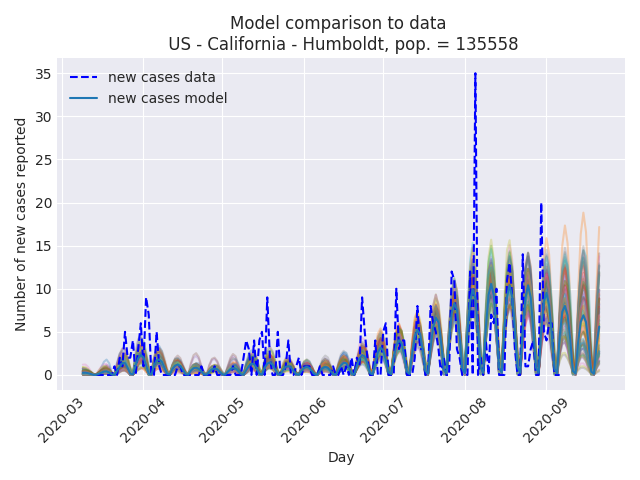 Model comparison to data
US - California - Humboldt, pop. = 135558
new cases data
new cases model
Number of new cases reported
35
30
25
20
15
10
5
0
2020-03
2020-04
2020-05
2020-06
2020-07
2020-08
2020-09
Day